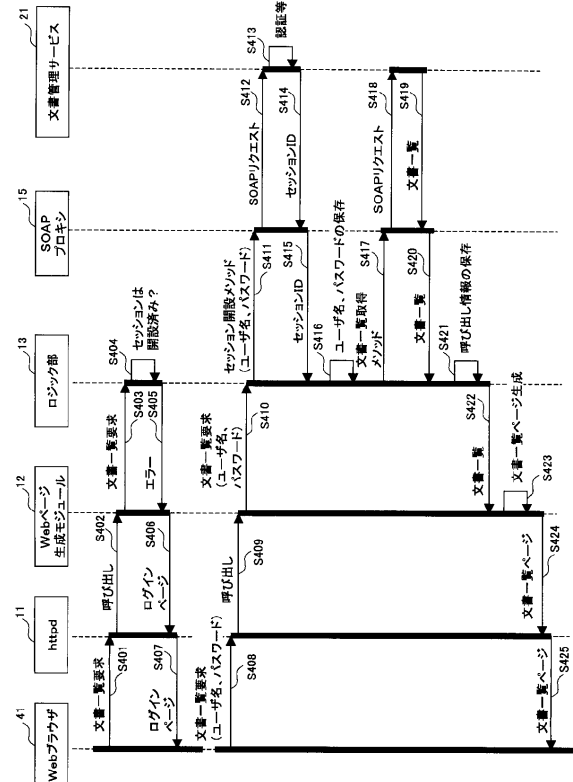 41
Webブラウザ
11
httpd
12
Webページ
生成モジュール
13
ロジック部
15
SOAP
プロキシ
21
文書管理サービス
文書一覧要求
S401
呼び出し
S402
文書一覧要求
S403
S404
セッションは
開設済み？
S405
エラー
S406
ログイン
ページ
S407
ログイン
ページ
文書一覧要求
(ユーザ名、パスワード)
S408
呼び出し
S409
文書一覧要求
(ユーザ名、
パスワード)
S410
セッション開設メソッド
(ユーザ名、パスワード)
S411
SOAPリクエスト
S412
S413
認証等
S414
セッションID
S415
セッションID
S416
ユーザ名、パスワードの保存
文書一覧取得
メソッド
S417
SOAPリクエスト
S418
S419
文書一覧
S420
文書一覧
S421
呼び出し情報の保存
S422
文書一覧
文書一覧ページ生成
S423
S424
文書一覧ページ
S425
文書一覧ページ